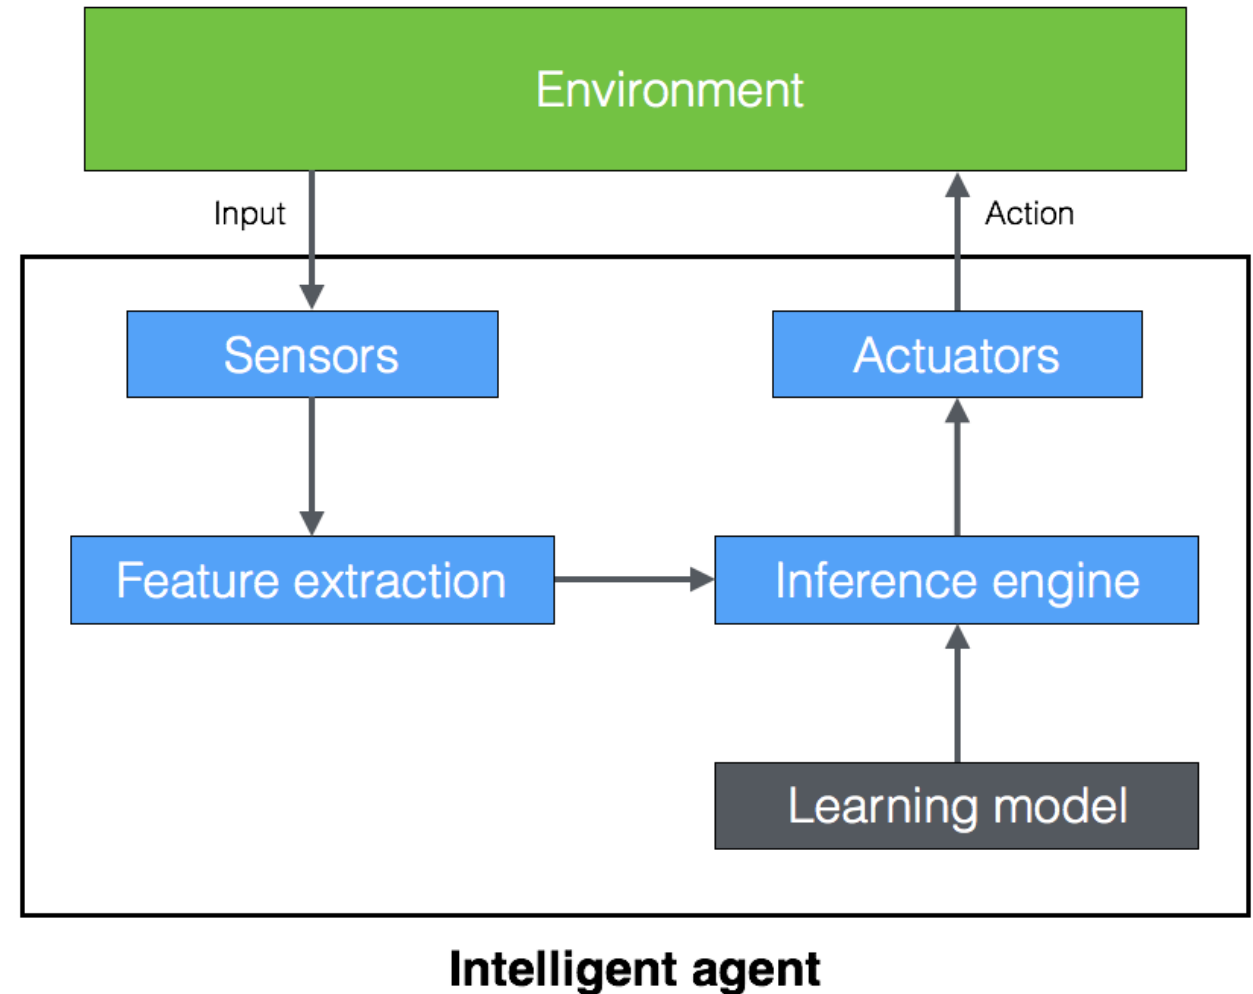 Environment
Input
Action
Sensors
Actuators
Feature extraction
Inference engine
Learning model
Intelligent agent